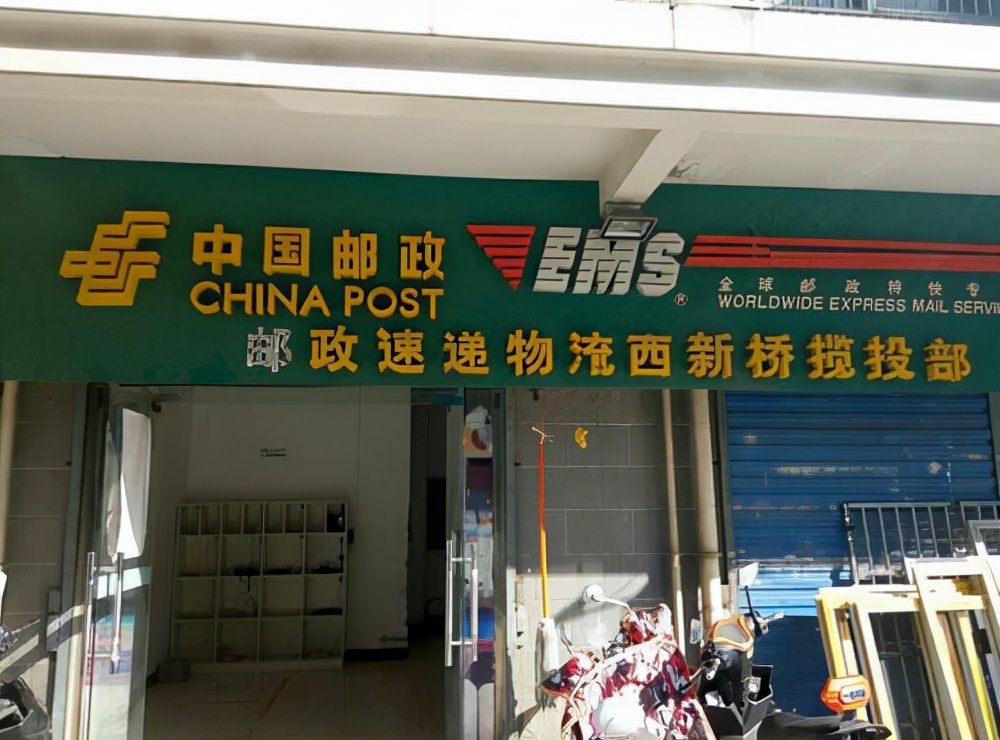 中国邮政
CHINA POST
EMS
全球邮政特快专
WORLDWIDE EXPRESS MAIL SERVI
邮政速递物流西新桥揽投部